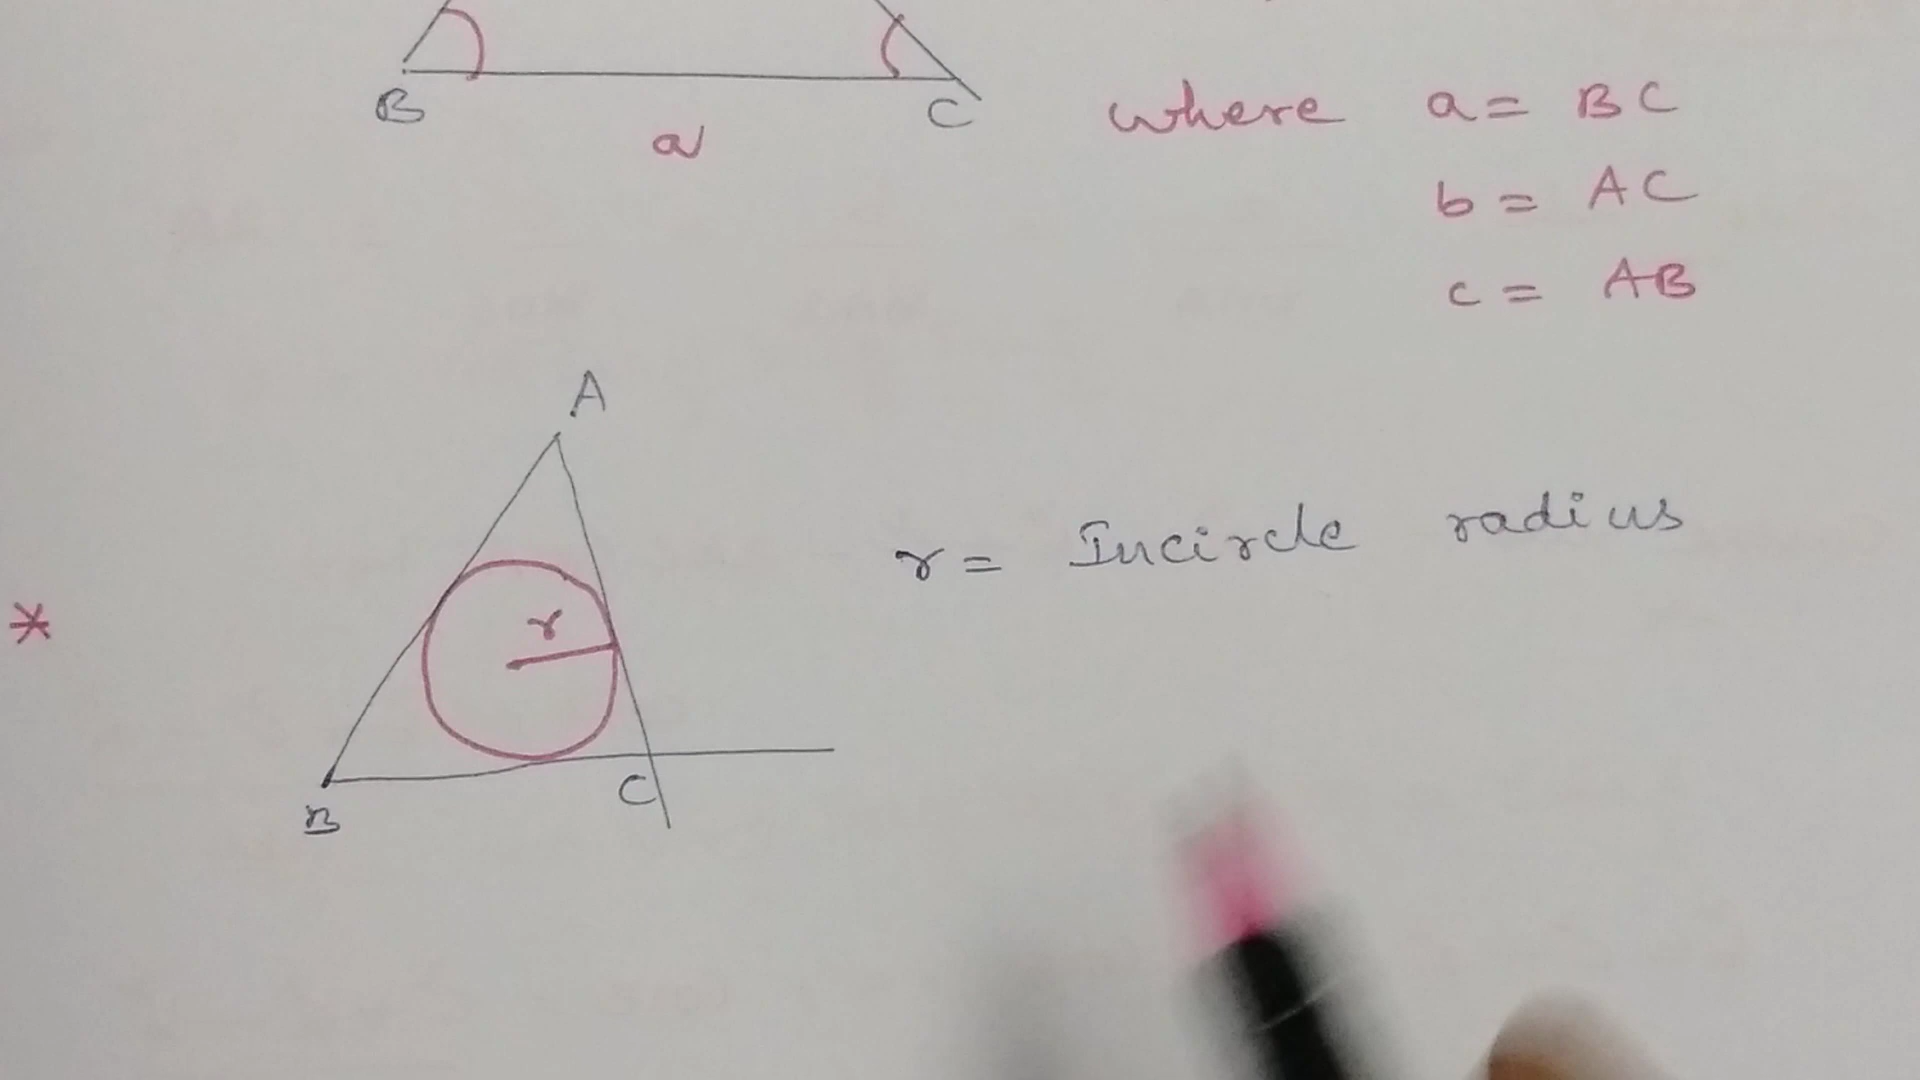 B C
a
where a = BC
b = AC
c = AB
A
r = Incircle radius
*
r
B C